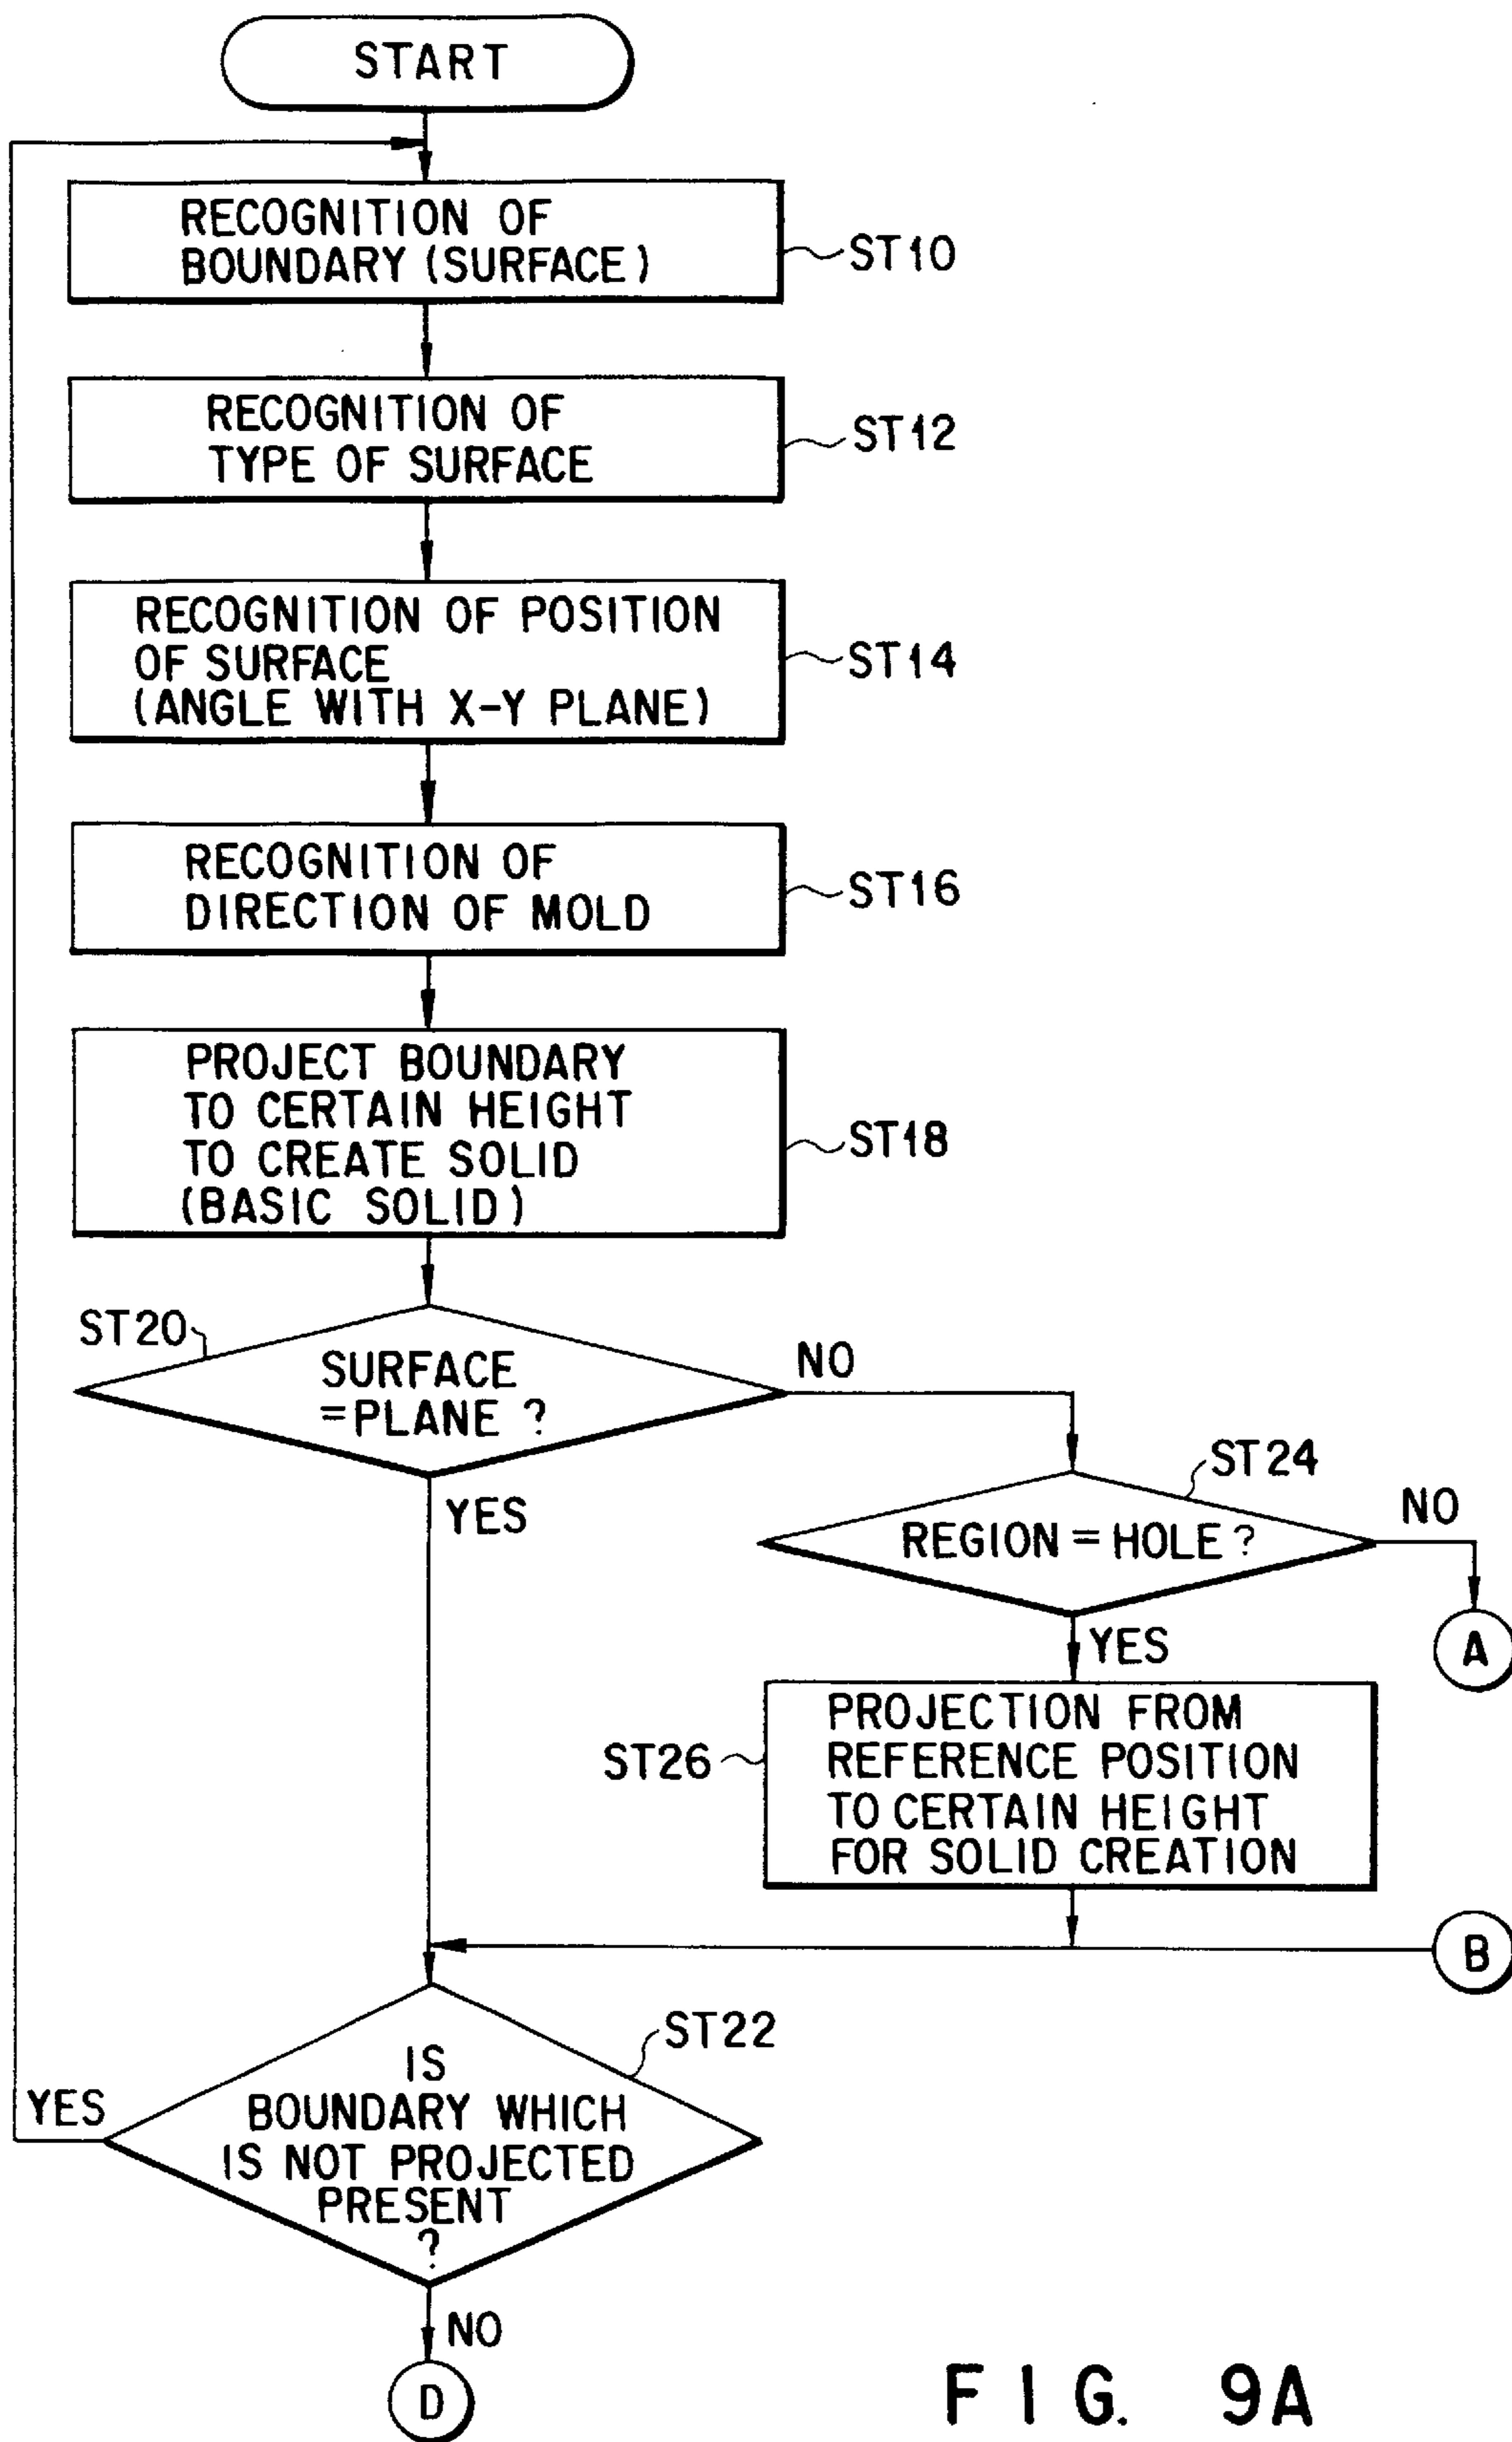 START
RECOGNITION OF
BOUNDARY (SURFACE)
ST10
RECOGNITION OF
TYPE OF SURFACE
ST12
RECOGNITION OF POSITION
OF SURFACE
(ANGLE WITH X-Y PLANE)
ST14
RECOGNITION OF
DIRECTION OF MOLD
ST16
PROJECT BOUNDARY
TO CERTAIN HEIGHT
TO CREATE SOLID
(BASIC SOLID)
ST18
ST20
SURFACE
=PLANE ?
NO
YES
ST24
REGION = HOLE ?
NO
A
YES
PROJECTION FROM
REFERENCE POSITION
TO CERTAIN HEIGHT
FOR SOLID CREATION
ST26
B
ST22
IS
BOUNDARY WHICH
IS NOT PROJECTED
PRESENT
?
YES
NO
D
FIG. 9A